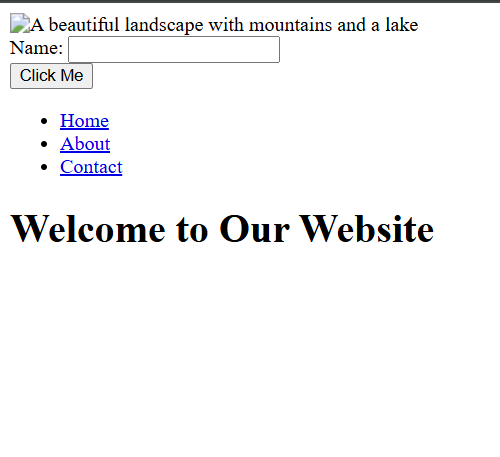 A beautiful landscape with mountains and a lake
Name:
Click Me
Home
About
Contact
Welcome to Our Website